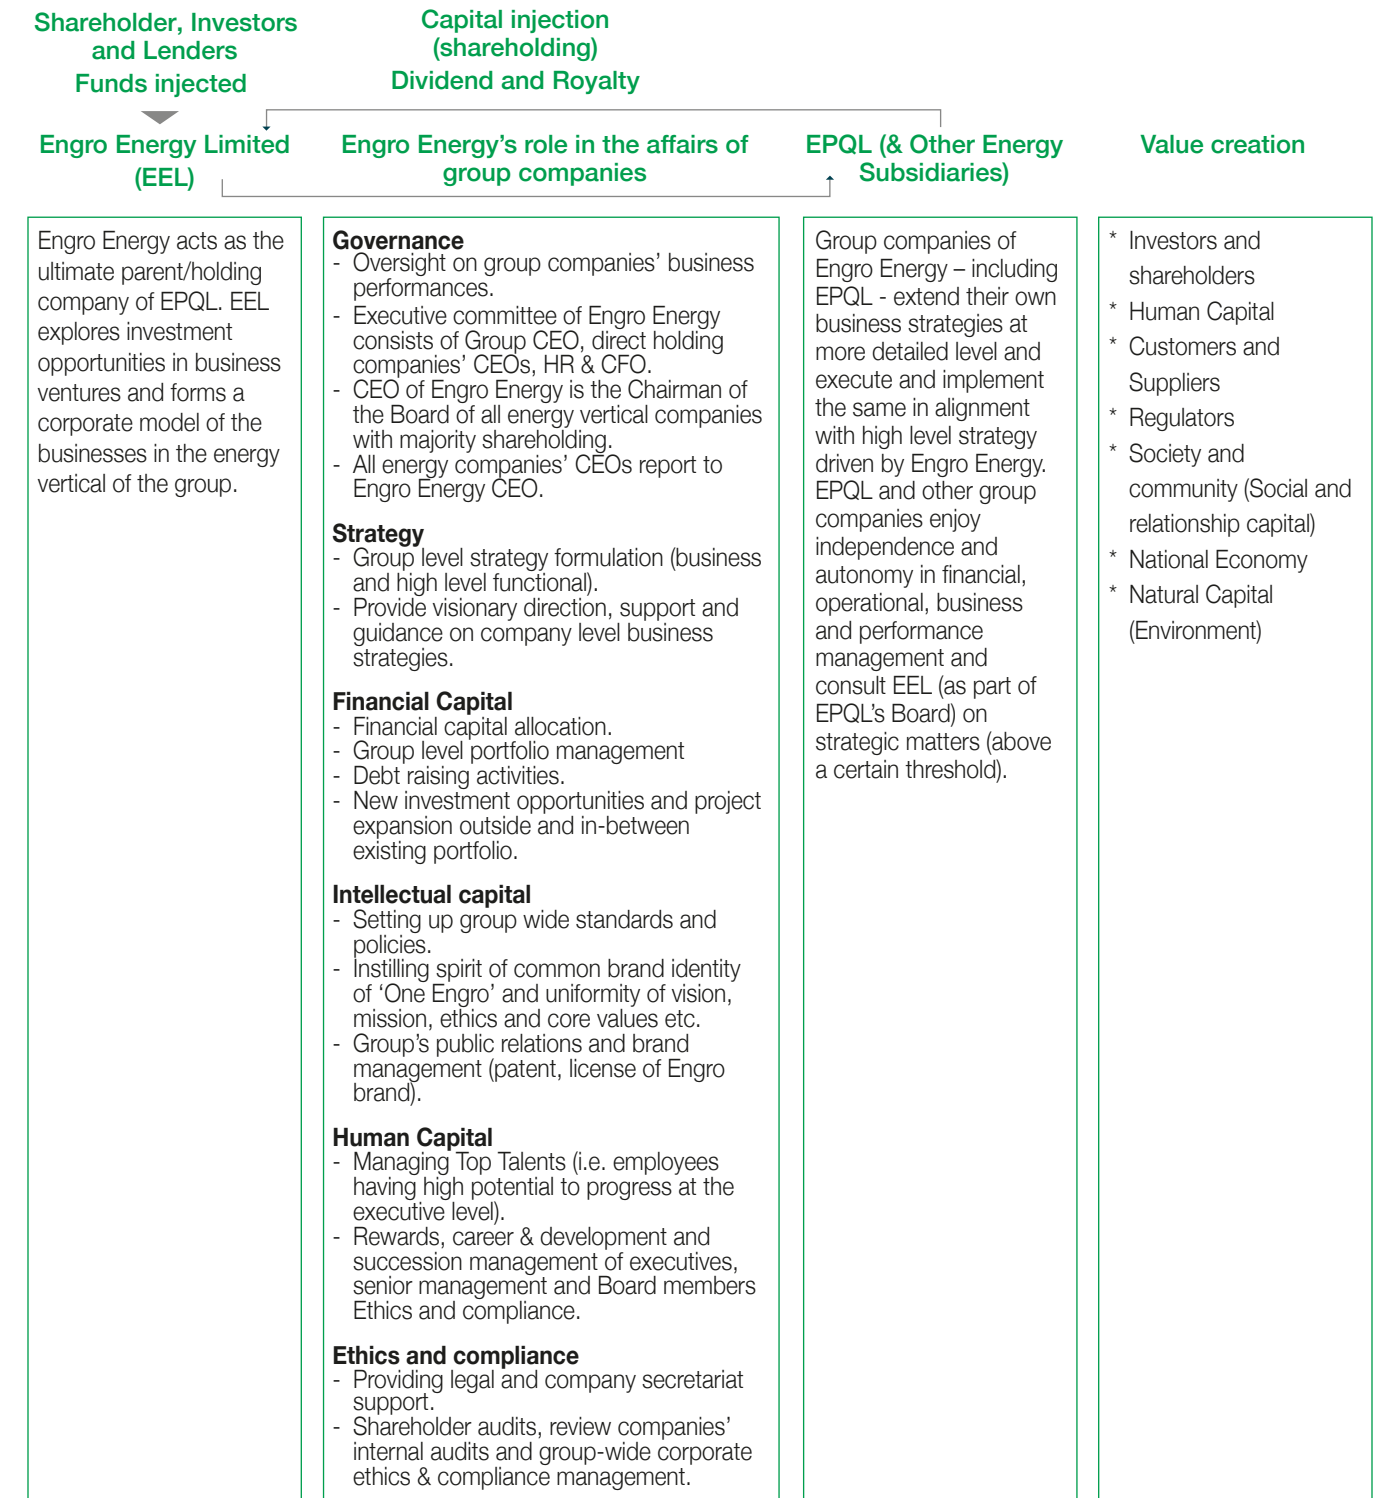 Shareholder, Investors
and Lenders
Funds injected
Capital injection
(shareholding)
Dividend and Royalty
Engro Energy Limited
(EEL)
Engro Energy’s role in the affairs of
group companies
EPQL (& Other Energy
Subsidiaries)
Value creation
Engro Energy acts as the
ultimate parent/holding
company of EPQL. EEL
explores investment
opportunities in business
ventures and forms a
corporate model of the
businesses in the energy
vertical of the group.
Governance
- Oversight on group companies’ business
performances.
- Executive committee of Engro Energy
consists of Group CEO, direct holding
companies’ CEOs, HR & CFO.
- CEO of Engro Energy is the Chairman of
the Board of all energy vertical companies
with majority shareholding.
- All energy companies’ CEOs report to
Engro Energy CEO.
Strategy
- Group level strategy formulation (business
and high level functional).
- Provide visionary direction, support and
guidance on company level business
strategies.
Financial Capital
- Financial capital allocation.
- Group level portfolio management
- Debt raising activities.
- New investment opportunities and project
expansion outside and in-between
existing portfolio.
Intellectual capital
- Setting up group wide standards and
policies.
- Instilling spirit of common brand identity
of ‘One Engro’ and uniformity of vision,
mission, ethics and core values etc.
- Group’s public relations and brand
management (patent, license of Engro
brand).
Human Capital
- Managing Top Talents (i.e. employees
having high potential to progress at the
executive level).
- Rewards, career & development and
succession management of executives,
senior management and Board members
Ethics and compliance.
Ethics and compliance
- Providing legal and company secretariat
support.
- Shareholder audits, review companies’
internal audits and group-wide corporate
ethics & compliance management.
Group companies of
Engro Energy – including
EPQL - extend their own
business strategies at
more detailed level and
execute and implement
the same in alignment
with high level strategy
driven by Engro Energy.
EPQL and other group
companies enjoy
independence and
autonomy in financial,
operational, business
and performance
management and
consult EEL (as part of
EPQL’s Board) on
strategic matters (above
a certain threshold).
* Investors and
shareholders
* Human Capital
* Customers and
Suppliers
* Regulators
* Society and
community (Social and
relationship capital)
* National Economy
* Natural Capital
(Environment)